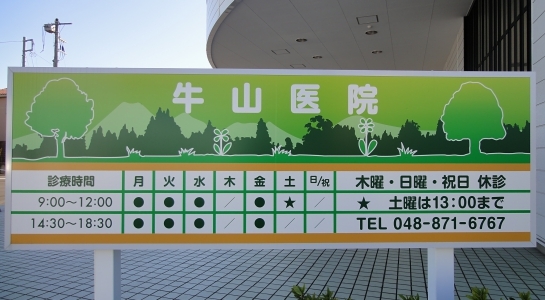 牛山医院
診療時間 月 火 水 木 金 土 日/祝 木曜・日曜・祝日 休診
9:00〜12:00 ● ● ● ／ ● ★ ／ ★ 土曜は13:00まで
14:30〜18:30 ● ● ● ／ ● ／ ／ TEL 048-871-6767